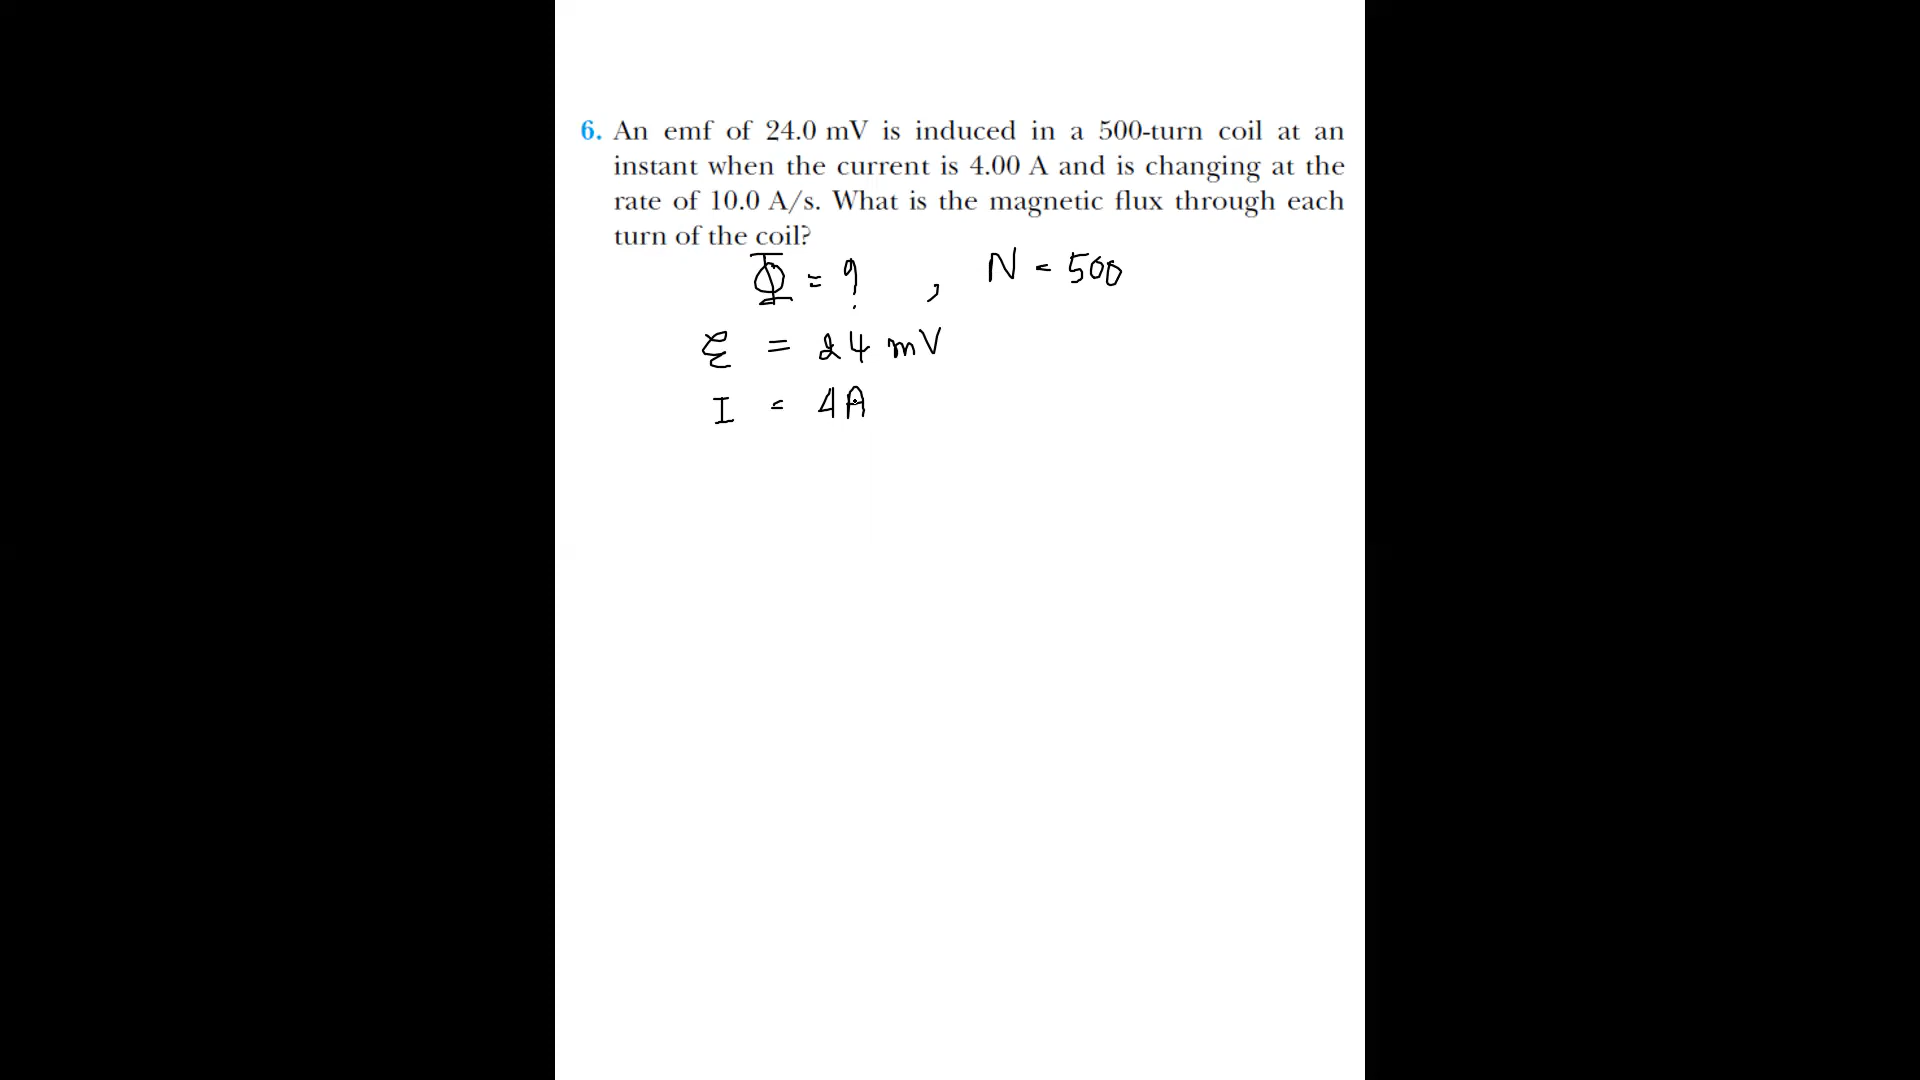 6. An emf of 24.0 mV is induced in a 500-turn coil at an
instant when the current is 4.00 A and is changing at the
rate of 10.0 A/s. What is the magnetic flux through each
turn of the coil?
Φ = ? , N = 500
ℰ = 24 mV
I = 4A